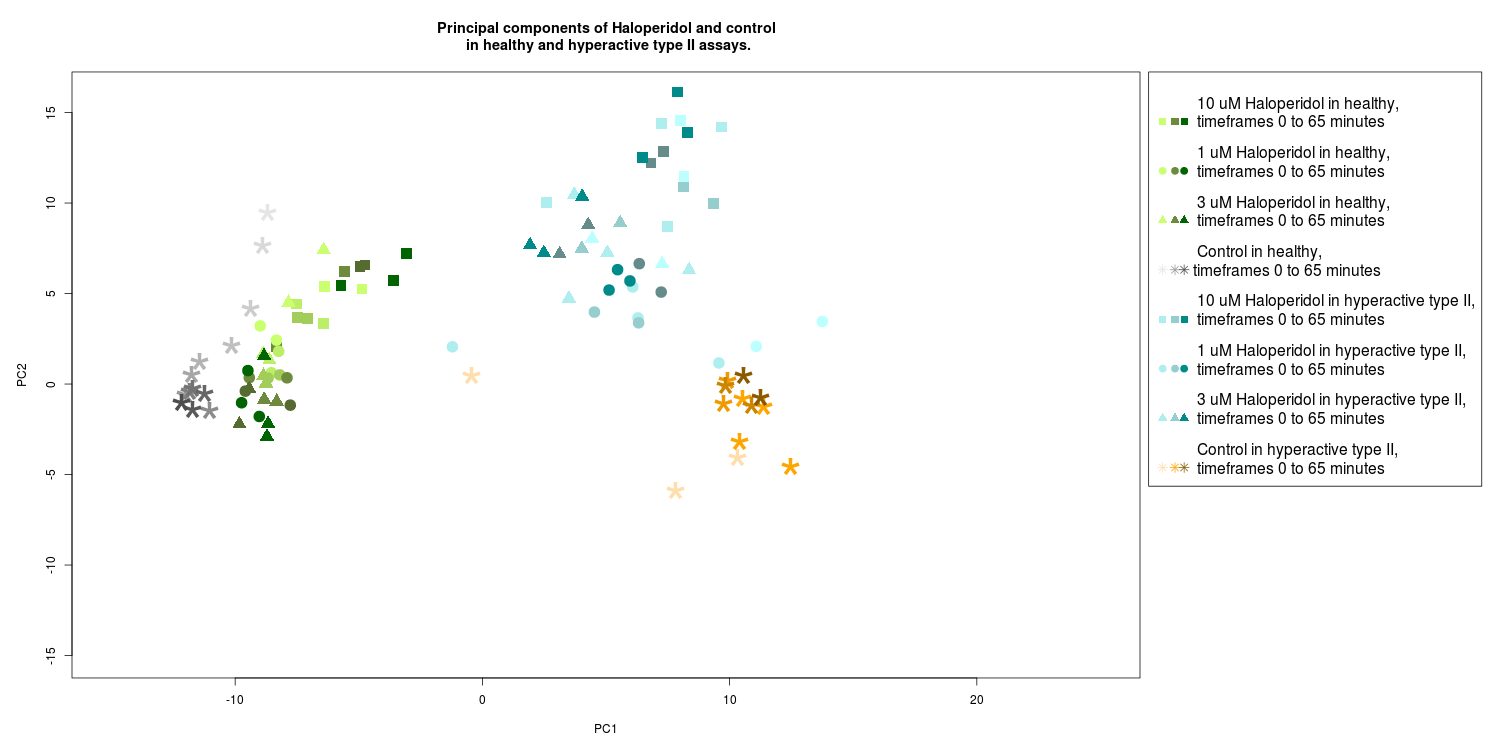 Principal components of Haloperidol and control
in healthy and hyperactive type II assays.
PC2
15
10
5
0
-5
-10
-15
-10
0
10
20
PC1
10 uM Haloperidol in healthy,
timeframes 0 to 65 minutes
1 uM Haloperidol in healthy,
timeframes 0 to 65 minutes
3 uM Haloperidol in healthy,
timeframes 0 to 65 minutes
Control in healthy,
timeframes 0 to 65 minutes
10 uM Haloperidol in hyperactive type II,
timeframes 0 to 65 minutes
1 uM Haloperidol in hyperactive type II,
timeframes 0 to 65 minutes
3 uM Haloperidol in hyperactive type II,
timeframes 0 to 65 minutes
Control in hyperactive type II,
timeframes 0 to 65 minutes